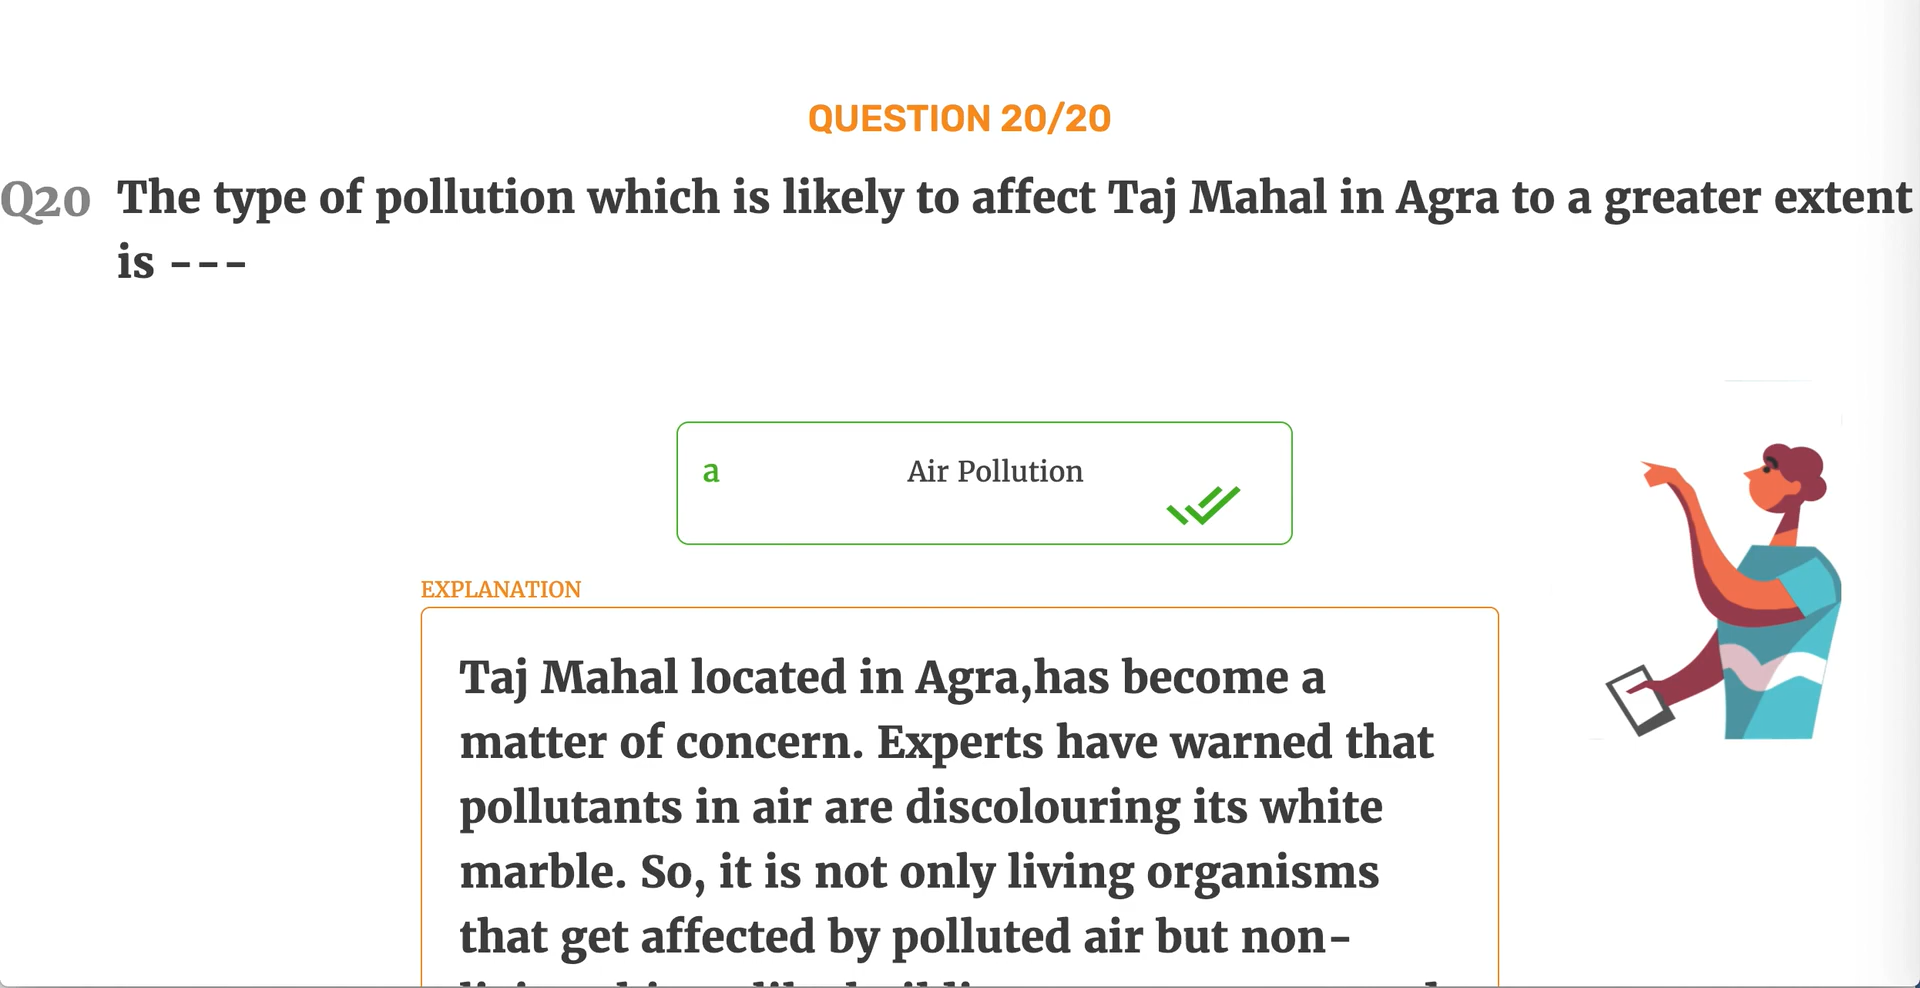 QUESTION 20/20
Q20 The type of pollution which is likely to affect Taj Mahal in Agra to a greater extent
is ---
a Air Pollution
EXPLANATION
Taj Mahal located in Agra,has become a
matter of concern. Experts have warned that
pollutants in air are discolouring its white
marble. So, it is not only living organisms
that get affected by polluted air but non-